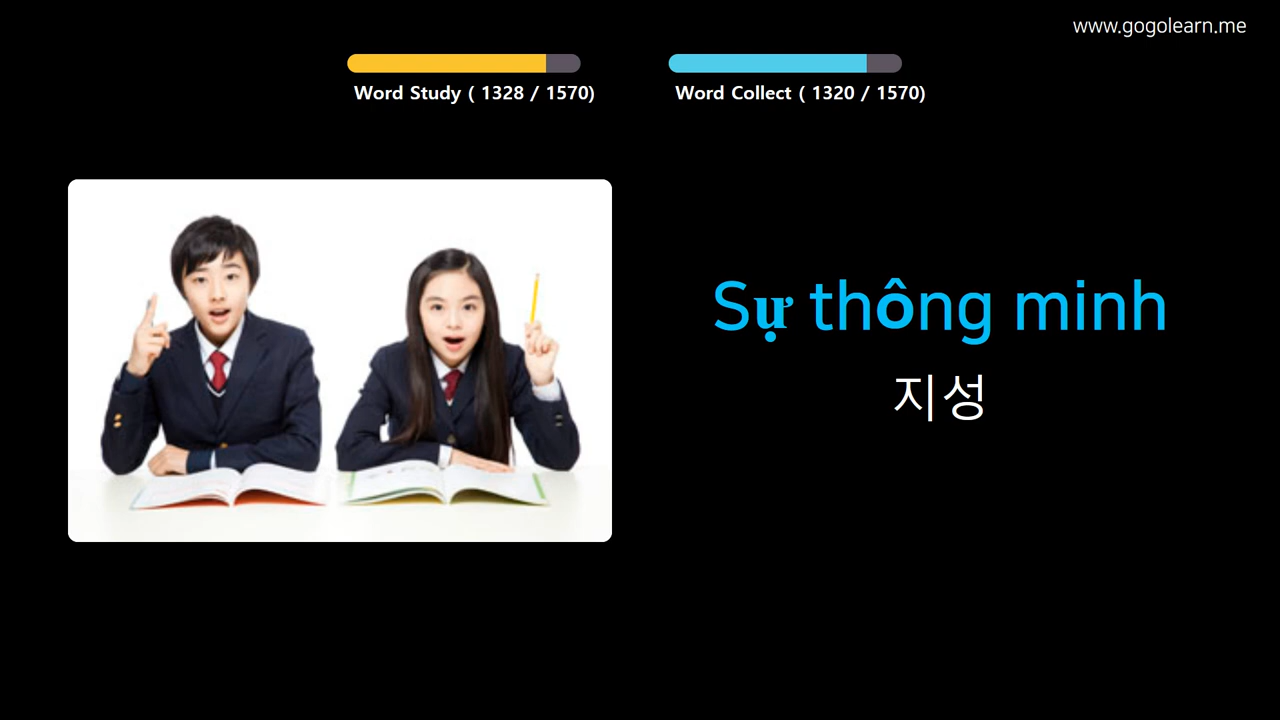 www.gogolearn.me
Word Study ( 1328 / 1570)
Word Collect ( 1320 / 1570)
Sự thông minh
지성